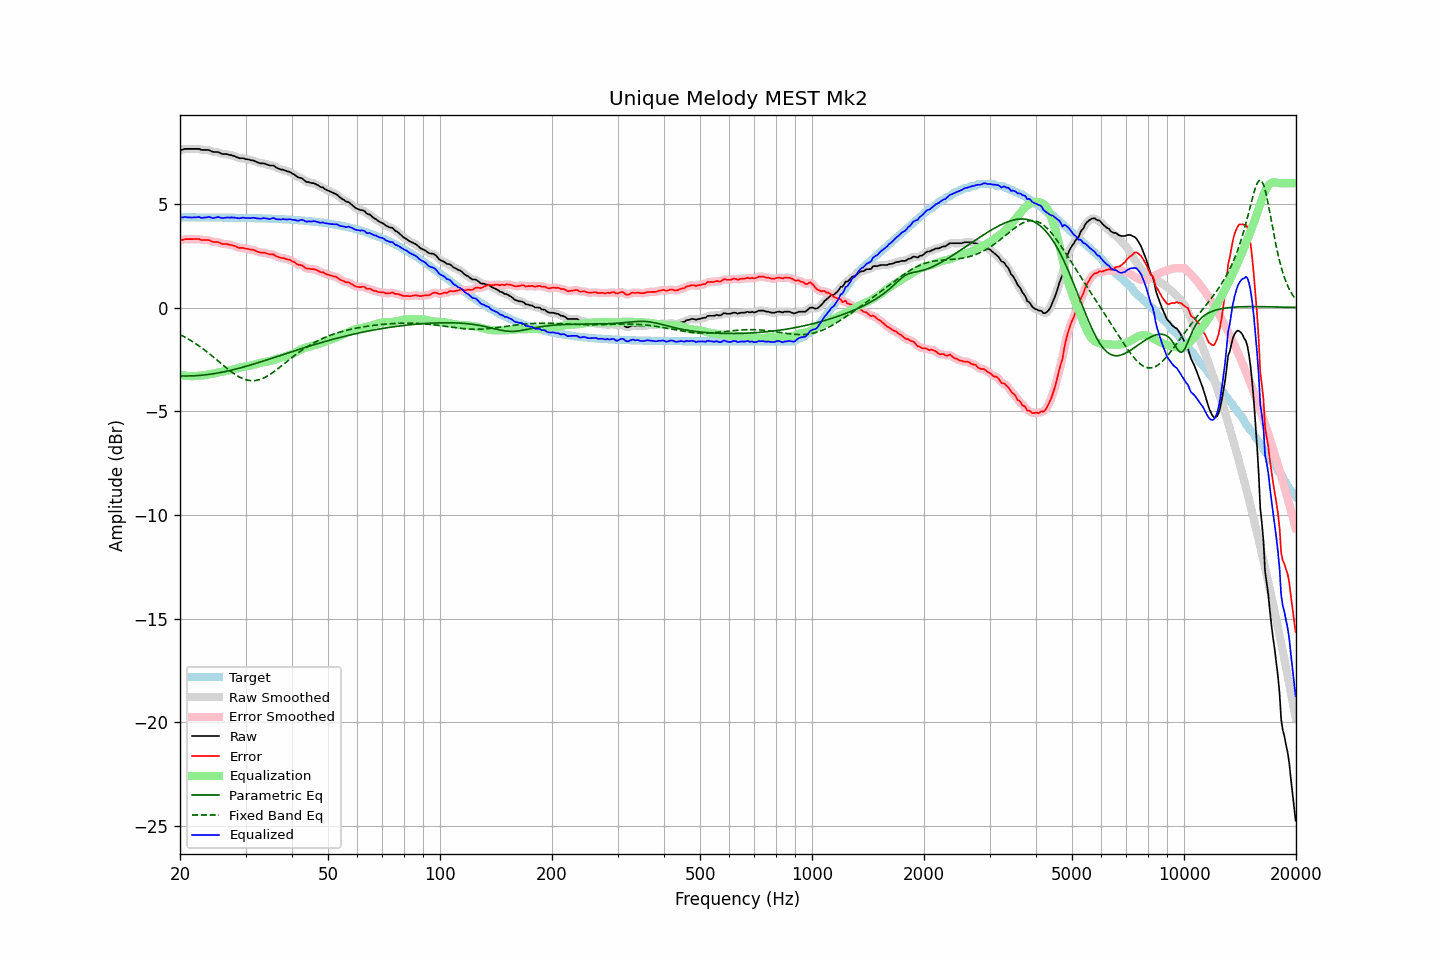 Unique Melody MEST Mk2
Amplitude (dBr)
5
0
−5
−10
−15
−20
−25
Target
Raw Smoothed
Error Smoothed
Raw
Error
Equalization
Parametric Eq
Fixed Band Eq
Equalized
20 50 100 200 500 1000 2000 5000 10000 20000
Frequency (Hz)